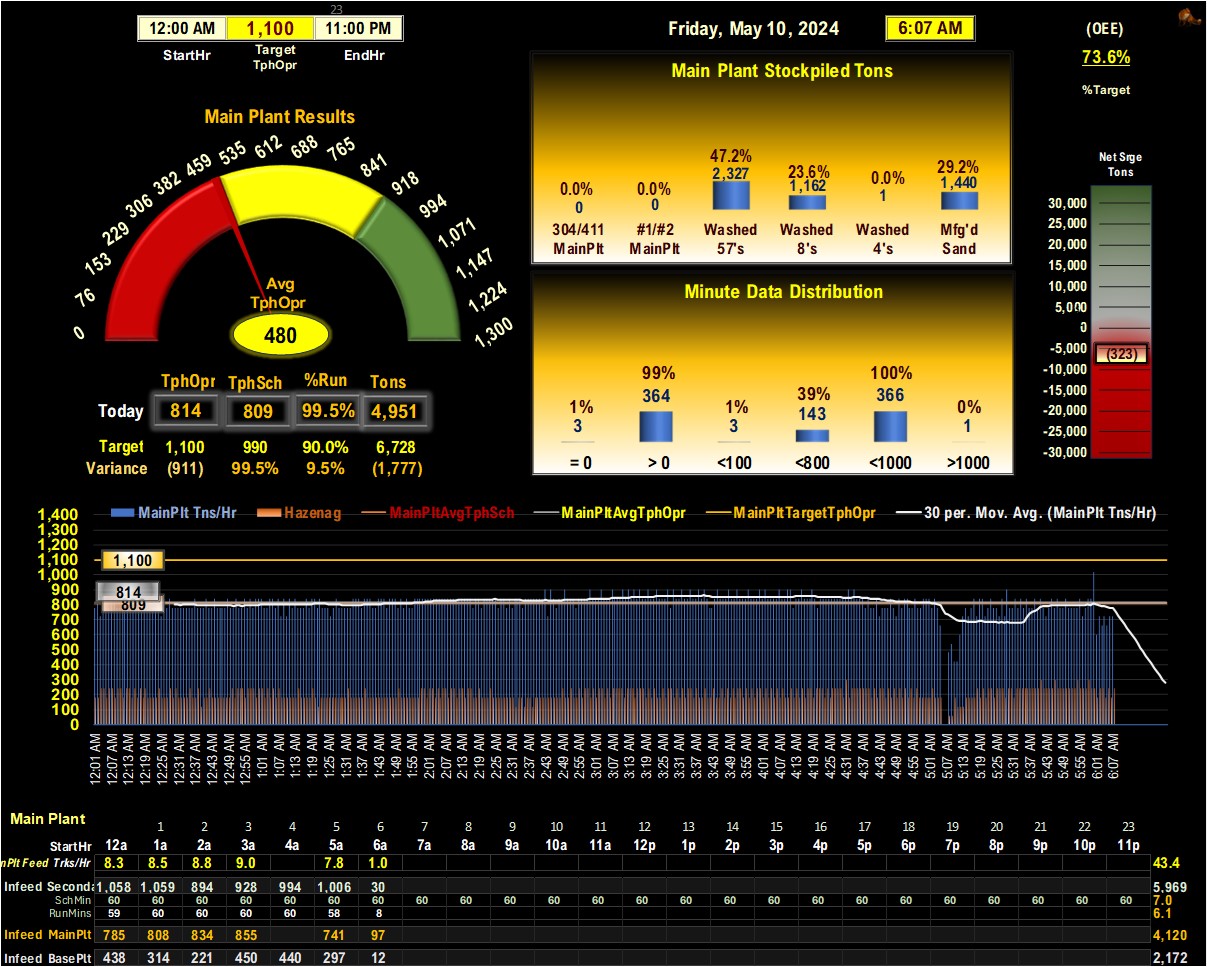 23
12:00 AM 1,100 11:00 PM
StartHr Target TphOpr EndHr
Friday, May 10, 2024 6:07 AM
(OEE)
73.6%
%Target
Main Plant Results
0 76 153 229 306 382 459 535 612 688 765 841 918 994 1,071 1,147 1,224 1,300
Avg
TphOpr
480
TphOpr TphSch %Run Tons
Today 814 809 99.5% 4,951
Target 1,100 990 90.0% 6,728
Variance (911) 99.5% 9.5% (1,777)
Main Plant Stockpiled Tons
0.0% 0.0% 47.2% 23.6% 0.0% 29.2%
0 0 2,327 1,162 1 1,440
304/411 #1/#2 Washed Washed Washed Mfg'd
MainPlt MainPlt 57's 8's 4's Sand
Minute Data Distribution
1% 99% 1% 39% 100% 0%
3 364 3 143 366 1
= 0 > 0 <100 <800 <1000 >1000
Net Srge
Tons
30,000
25,000
20,000
15,000
10,000
5,000
0
-5,000
(323)
-10,000
-15,000
-20,000
-25,000
-30,000
MainPlt Tns/Hr Hazenag MainPltAvgTphSch MainPltAvgTphOpr MainPltTargetTphOpr 30 per. Mov. Avg. (MainPlt Tns/Hr)
1,400
1,300
1,200
1,100
1,000
900
800
700
600
500
400
300
200
100
0
1,100
814
809
12:01 AM 12:07 AM 12:13 AM 12:19 AM 12:25 AM 12:31 AM 12:37 AM 12:43 AM 12:49 AM 12:55 AM 1:01 AM 1:07 AM 1:13 AM 1:19 AM 1:25 AM 1:31 AM 1:37 AM 1:43 AM 1:49 AM 1:55 AM 2:01 AM 2:07 AM 2:13 AM 2:19 AM 2:25 AM 2:31 AM 2:37 AM 2:43 AM 2:49 AM 2:55 AM 3:01 AM 3:07 AM 3:13 AM 3:19 AM 3:25 AM 3:31 AM 3:37 AM 3:43 AM 3:49 AM 3:55 AM 4:01 AM 4:07 AM 4:13 AM 4:19 AM 4:25 AM 4:31 AM 4:37 AM 4:43 AM 4:49 AM 4:55 AM 5:01 AM 5:07 AM 5:13 AM 5:19 AM 5:25 AM 5:31 AM 5:37 AM 5:43 AM 5:49 AM 5:55 AM 6:01 AM 6:07 AM
Main Plant
1 2 3 4 5 6 7 8 9 10 11 12 13 14 15 16 17 18 19 20 21 22 23
StartHr 12a 1a 2a 3a 4a 5a 6a 7a 8a 9a 10a 11a 12p 1p 2p 3p 4p 5p 6p 7p 8p 9p 10p 11p
nPlt Feed Trks/Hr 8.3 8.5 8.8 9.0 7.8 1.0 43.4
Infeed Seconda 1,058 1,059 894 928 994 1,006 30 5,969
SchMin 60 60 60 60 60 60 60 60 60 60 60 60 60 60 60 60 60 60 60 60 60 60 60 60 7.0
RunMins 59 60 60 60 60 58 8 6.1
Infeed MainPlt 785 808 834 855 741 97 4,120
Infeed BasePlt 438 314 221 450 440 297 12 2,172